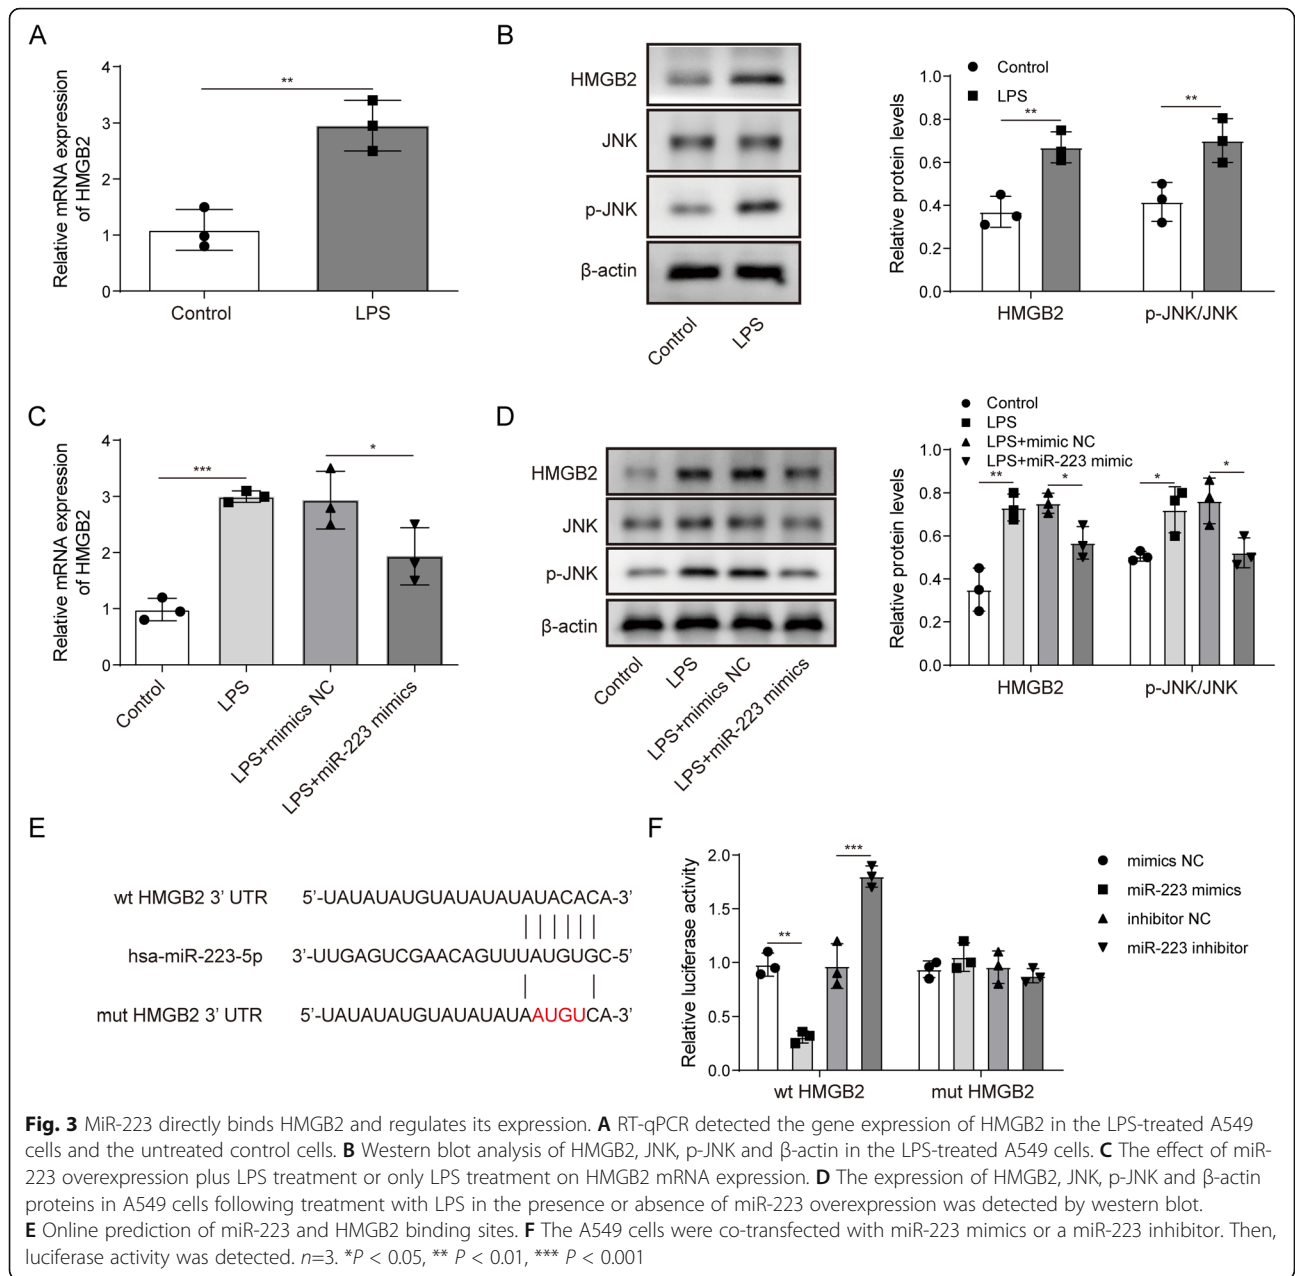 A
Relative mRNA expression
of HMGB2
4
3
2
1
0
**
Control
LPS
B
HMGB2
JNK
p-JNK
β-actin
Control
LPS
Control
LPS
Relative protein levels
1.0
0.8
0.6
0.4
0.2
0.0
**
**
HMGB2
p-JNK/JNK
C
Relative mRNA expression
of HMGB2
4
3
2
1
0
***
*
Control
LPS
LPS+mimics NC
LPS+miR-223 mimics
D
HMGB2
JNK
p-JNK
β-actin
Control
LPS
LPS+mimics NC
LPS+miR-223 mimics
Control
LPS
LPS+mimic NC
LPS+miR-223 mimic
Relative protein levels
1.0
0.8
0.6
0.4
0.2
0.0
**
*
*
*
HMGB2
p-JNK/JNK
E
wt HMGB2 3' UTR 5'-UAUAUAUGUAUAUAUAUACACA-3'
hsa-miR-223-5p 3'-UUGAGUCGAACAGUUUAUGUGC-5'
mut HMGB2 3' UTR 5'-UAUAUAUGUAUAUAUAAUGUCA-3'
F
Relative luciferase activity
2.0
1.5
1.0
0.5
0.0
**
***
wt HMGB2
mut HMGB2
mimics NC
miR-223 mimics
inhibitor NC
miR-223 inhibitor
Fig. 3 MiR-223 directly binds HMGB2 and regulates its expression. A RT-qPCR detected the gene expression of HMGB2 in the LPS-treated A549
cells and the untreated control cells. B Western blot analysis of HMGB2, JNK, p-JNK and β-actin in the LPS-treated A549 cells. C The effect of miR-
223 overexpression plus LPS treatment or only LPS treatment on HMGB2 mRNA expression. D The expression of HMGB2, JNK, p-JNK and β-actin
proteins in A549 cells following treatment with LPS in the presence or absence of miR-223 overexpression was detected by western blot.
E Online prediction of miR-223 and HMGB2 binding sites. F The A549 cells were co-transfected with miR-223 mimics or a miR-223 inhibitor. Then,
luciferase activity was detected. n=3. *P < 0.05, ** P < 0.01, *** P < 0.001